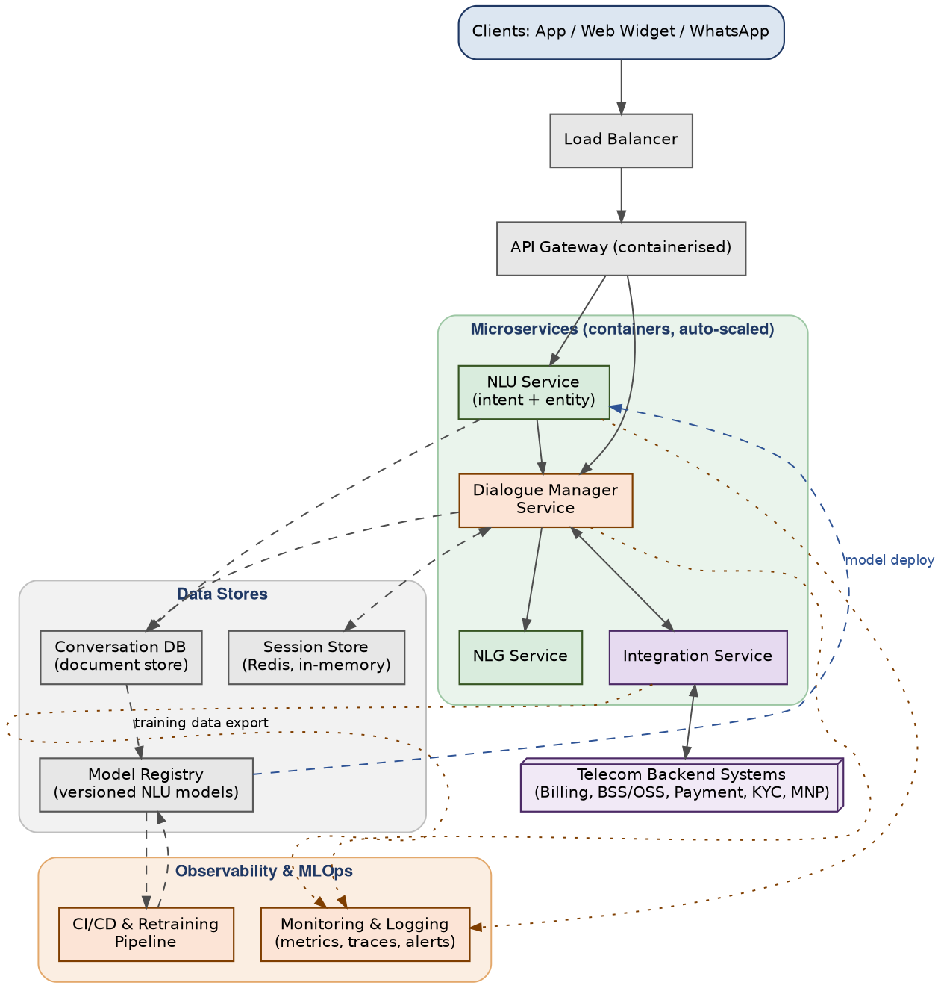 Clients: App / Web Widget / WhatsApp
Load Balancer
API Gateway (containerised)
Microservices (containers, auto-scaled)
NLU Service
(intent + entity)
Dialogue Manager
Service
model deploy
Data Stores
Conversation DB
(document store)
Session Store
(Redis, in-memory)
NLG Service
Integration Service
training data export
Model Registry
(versioned NLU models)
Telecom Backend Systems
(Billing, BSS/OSS, Payment, KYC, MNP)
Observability & MLOps
CI/CD & Retraining
Pipeline
Monitoring & Logging
(metrics, traces, alerts)